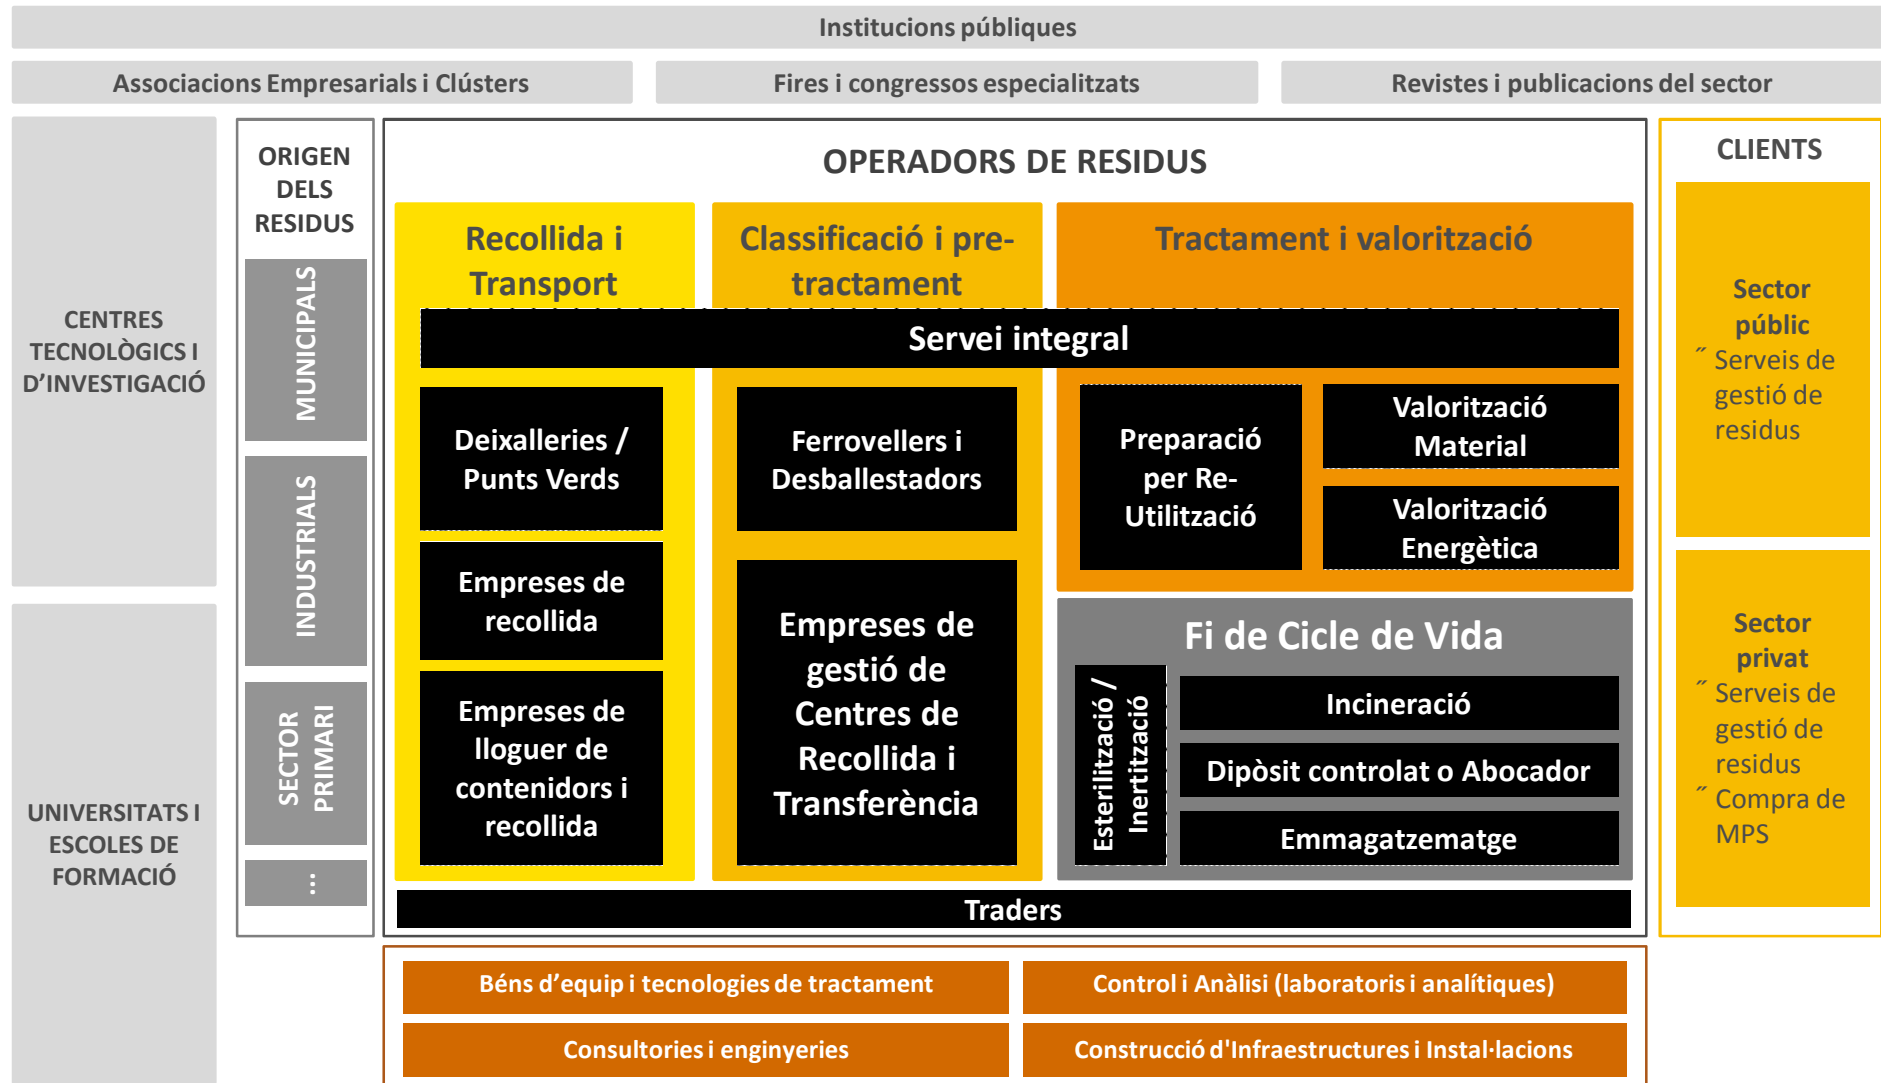 Institucions públiques
Associacions Empresarials i Clústers
Fires i congressos especialitzats
Revistes i publicacions del sector
CENTRES
TECNOLÒGICS I
D'INVESTIGACIÓ
UNIVERSITATS I
ESCOLES DE
FORMACIÓ
ORIGEN
DELS
RESIDUS
MUNICIPALS
INDUSTRIALS
SECTOR
PRIMARI
...
OPERADORS DE RESIDUS
Recollida i
Transport
Classificació i pre-
tractament
Tractament i valorització
Servei integral
Deixalleries /
Punts Verds
Empreses de
recollida
Empreses de
lloguer de
contenidors i
recollida
Ferrovellers i
Desballestadors
Empreses de
gestió de
Centres de
Recollida i
Transferència
Preparació
per Re-
Utilització
Valorització
Material
Valorització
Energètica
Fi de Cicle de Vida
Esterilització /
Inertització
Incineració
Dipòsit controlat o Abocador
Emmagatzematge
Traders
CLIENTS
Sector
públic
˝ Serveis de
gestió de
residus
Sector
privat
˝ Serveis de
gestió de
residus
˝ Compra de
MPS
Béns d'equip i tecnologies de tractament
Control i Anàlisi (laboratoris i analítiques)
Consultories i enginyeries
Construcció d'Infraestructures i Instal·lacions